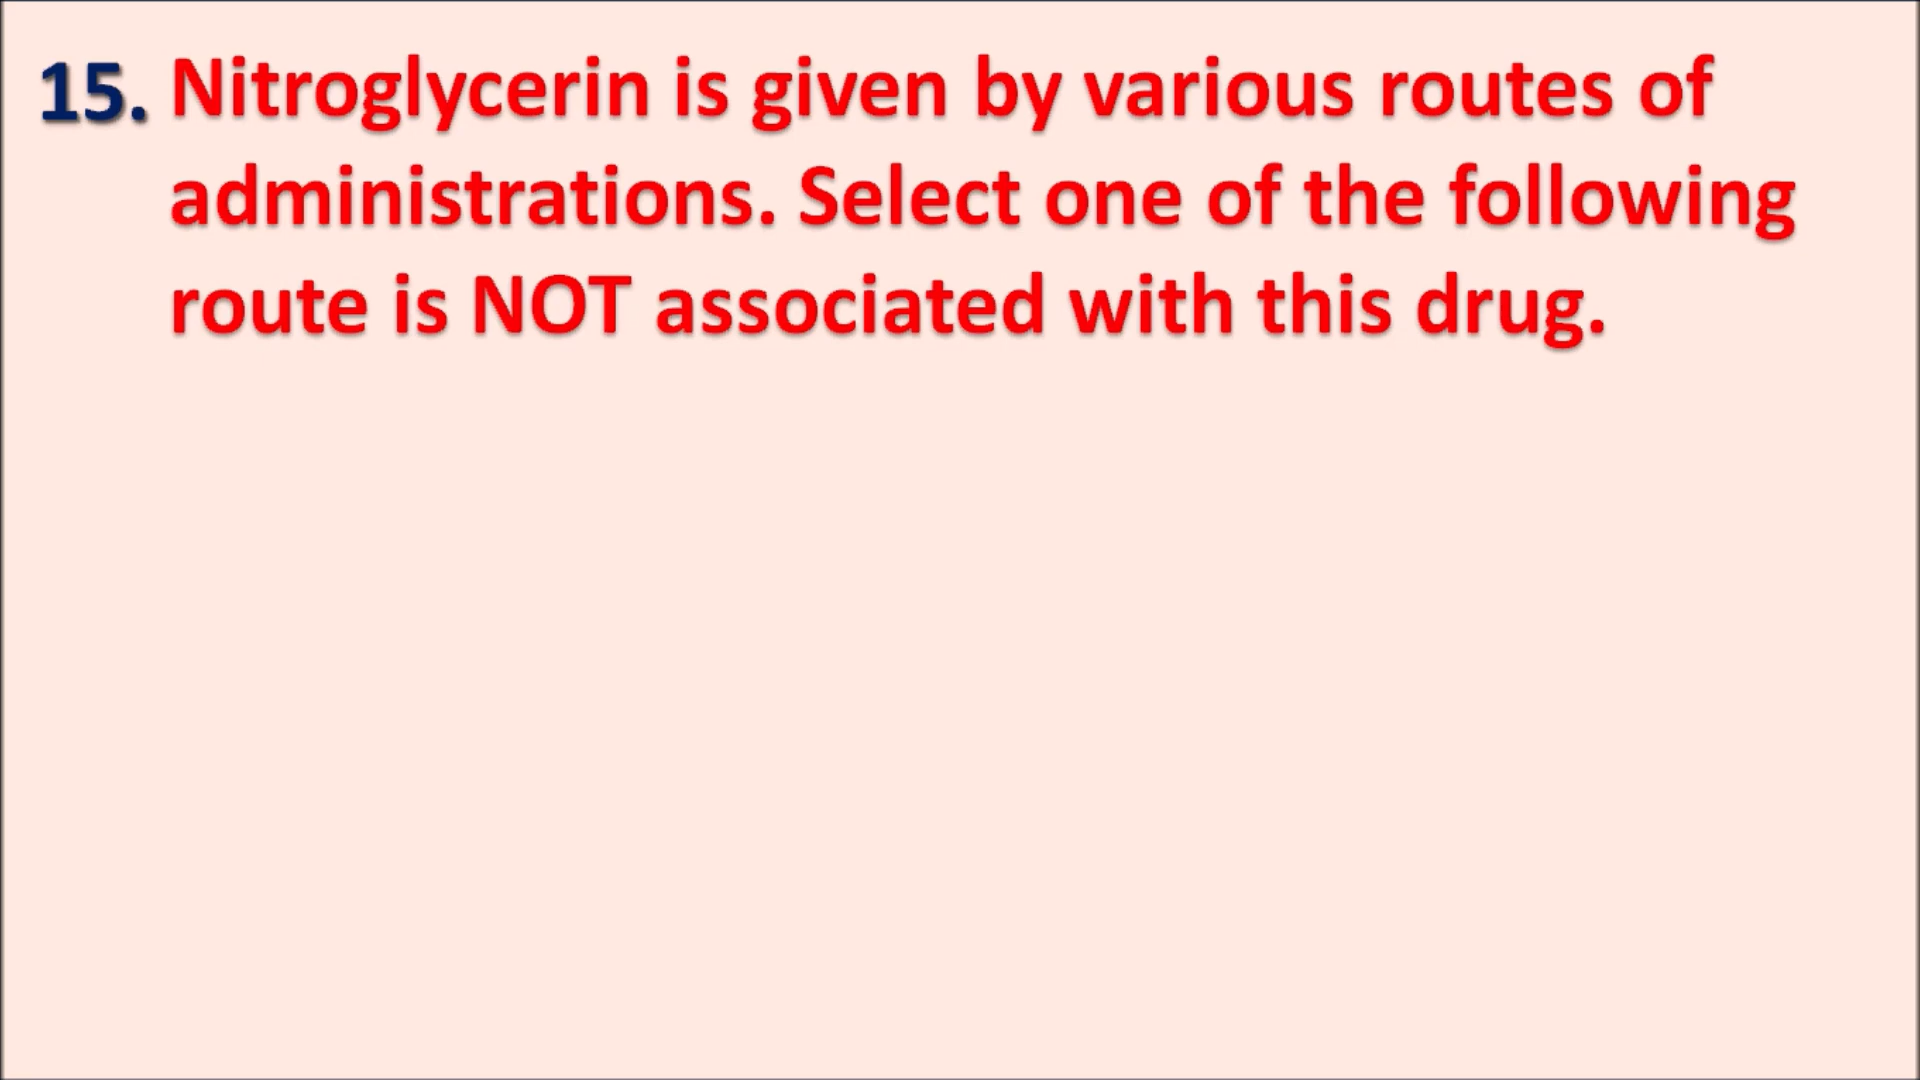 15. Nitroglycerin is given by various routes of
administrations. Select one of the following
route is NOT associated with this drug.